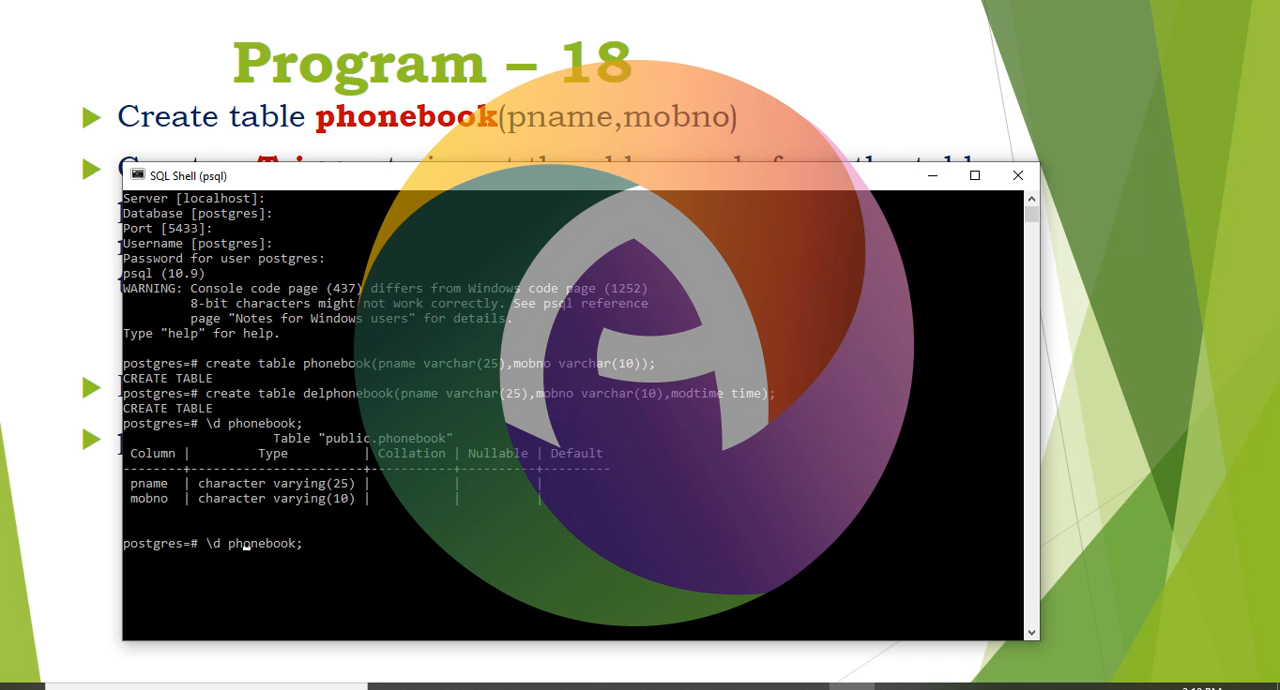 Program – 18
Create table phonebook(pname,mobno)
SQL Shell (psql)
Server [localhost]:
Database [postgres]:
Port [5433]:
Username [postgres]:
Password for user postgres:
psql (10.9)
WARNING: Console code page (437) differs from Windows code page (1252)
8-bit characters might not work correctly. See psql reference
page "Notes for Windows users" for details.
Type "help" for help.
postgres=# create table phonebook(pname varchar(25),mobno varchar(10));
CREATE TABLE
postgres=# create table delphonebook(pname varchar(25),mobno varchar(10),modtime time);
CREATE TABLE
postgres=# \d phonebook;
Table "public.phonebook"
Column | Type | Collation | Nullable | Default
--------+-----------------------+-----------+----------+---------
pname | character varying(25) | | |
mobno | character varying(10) | | |
postgres=# \d phonebook;